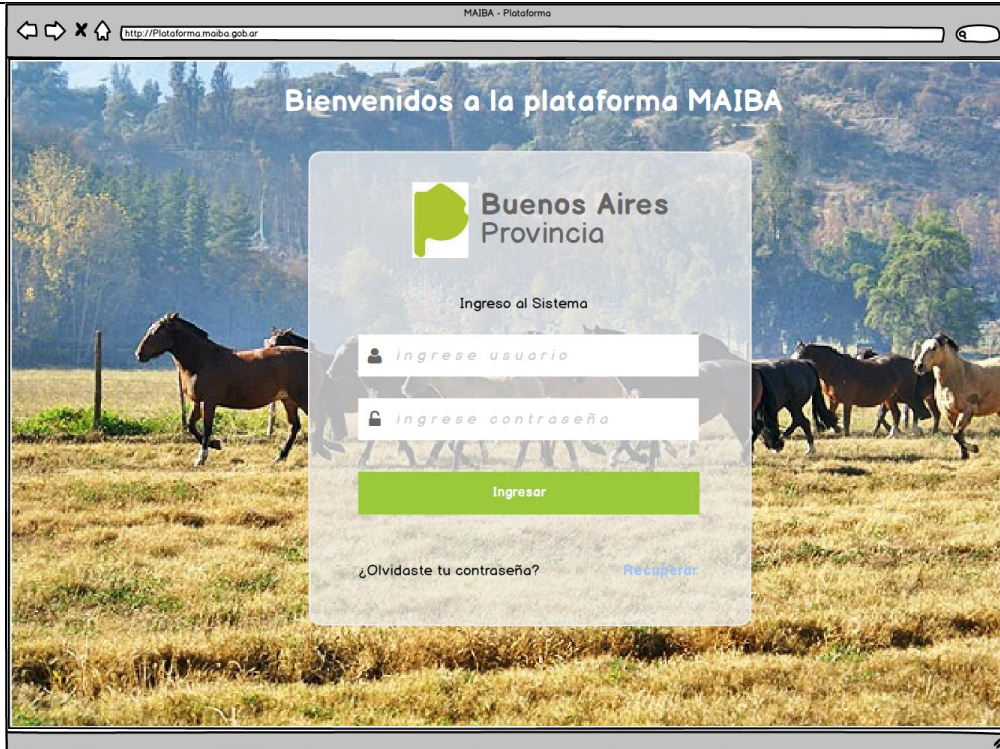 MAIBA - Plataforma
http://Plataforma.maiba.gob.ar
Bienvenidos a la plataforma MAIBA
Buenos Aires
Provincia
Ingreso al Sistema
ingrese usuario
ingrese contraseña
Ingresar
¿Olvidaste tu contraseña? Recuperar